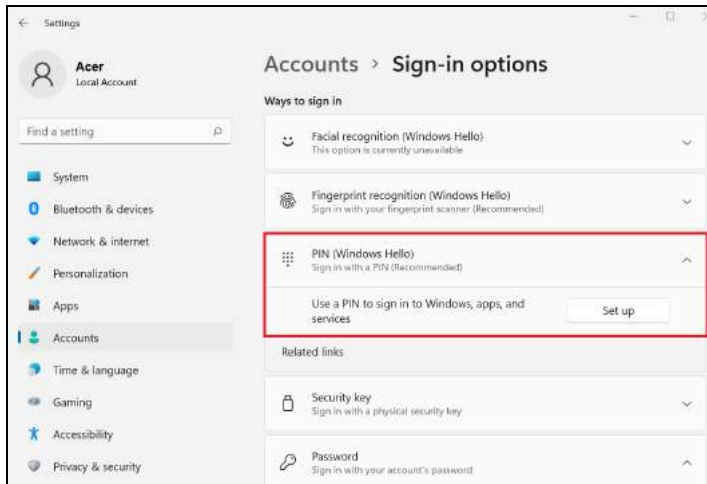 Settings
Acer
Local Account
Find a setting
System
Bluetooth & devices
Network & internet
Personalization
Apps
Accounts
Time & language
Gaming
Accessibility
Privacy & security
Accounts > Sign-in options
Ways to sign in
Facial recognition (Windows Hello)
This option is currently unavailable
Fingerprint recognition (Windows Hello)
Sign in with your fingerprint scanner (Recommended)
PIN (Windows Hello)
Sign in with a PIN (Recommended)
Use a PIN to sign in to Windows, apps, and
services
Set up
Related links
Security key
Sign in with a physical security key
Password
Sign in with your account's password